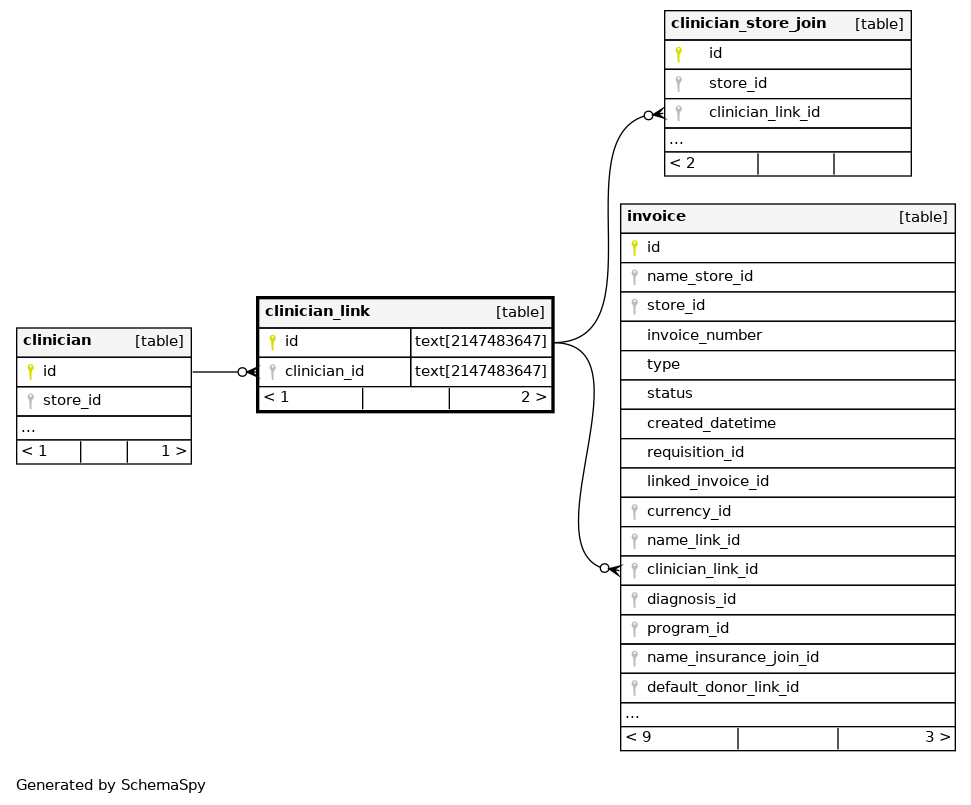 clinician_store_join [table]
id
store_id
clinician_link_id
...
< 2
invoice [table]
id
name_store_id
store_id
invoice_number
type
status
created_datetime
requisition_id
linked_invoice_id
currency_id
name_link_id
clinician_link_id
diagnosis_id
program_id
name_insurance_join_id
default_donor_link_id
...
< 9 3 >
clinician_link [table]
id text[2147483647]
clinician_id text[2147483647]
< 1 2 >
clinician [table]
id
store_id
...
< 1 1 >
Generated by SchemaSpy